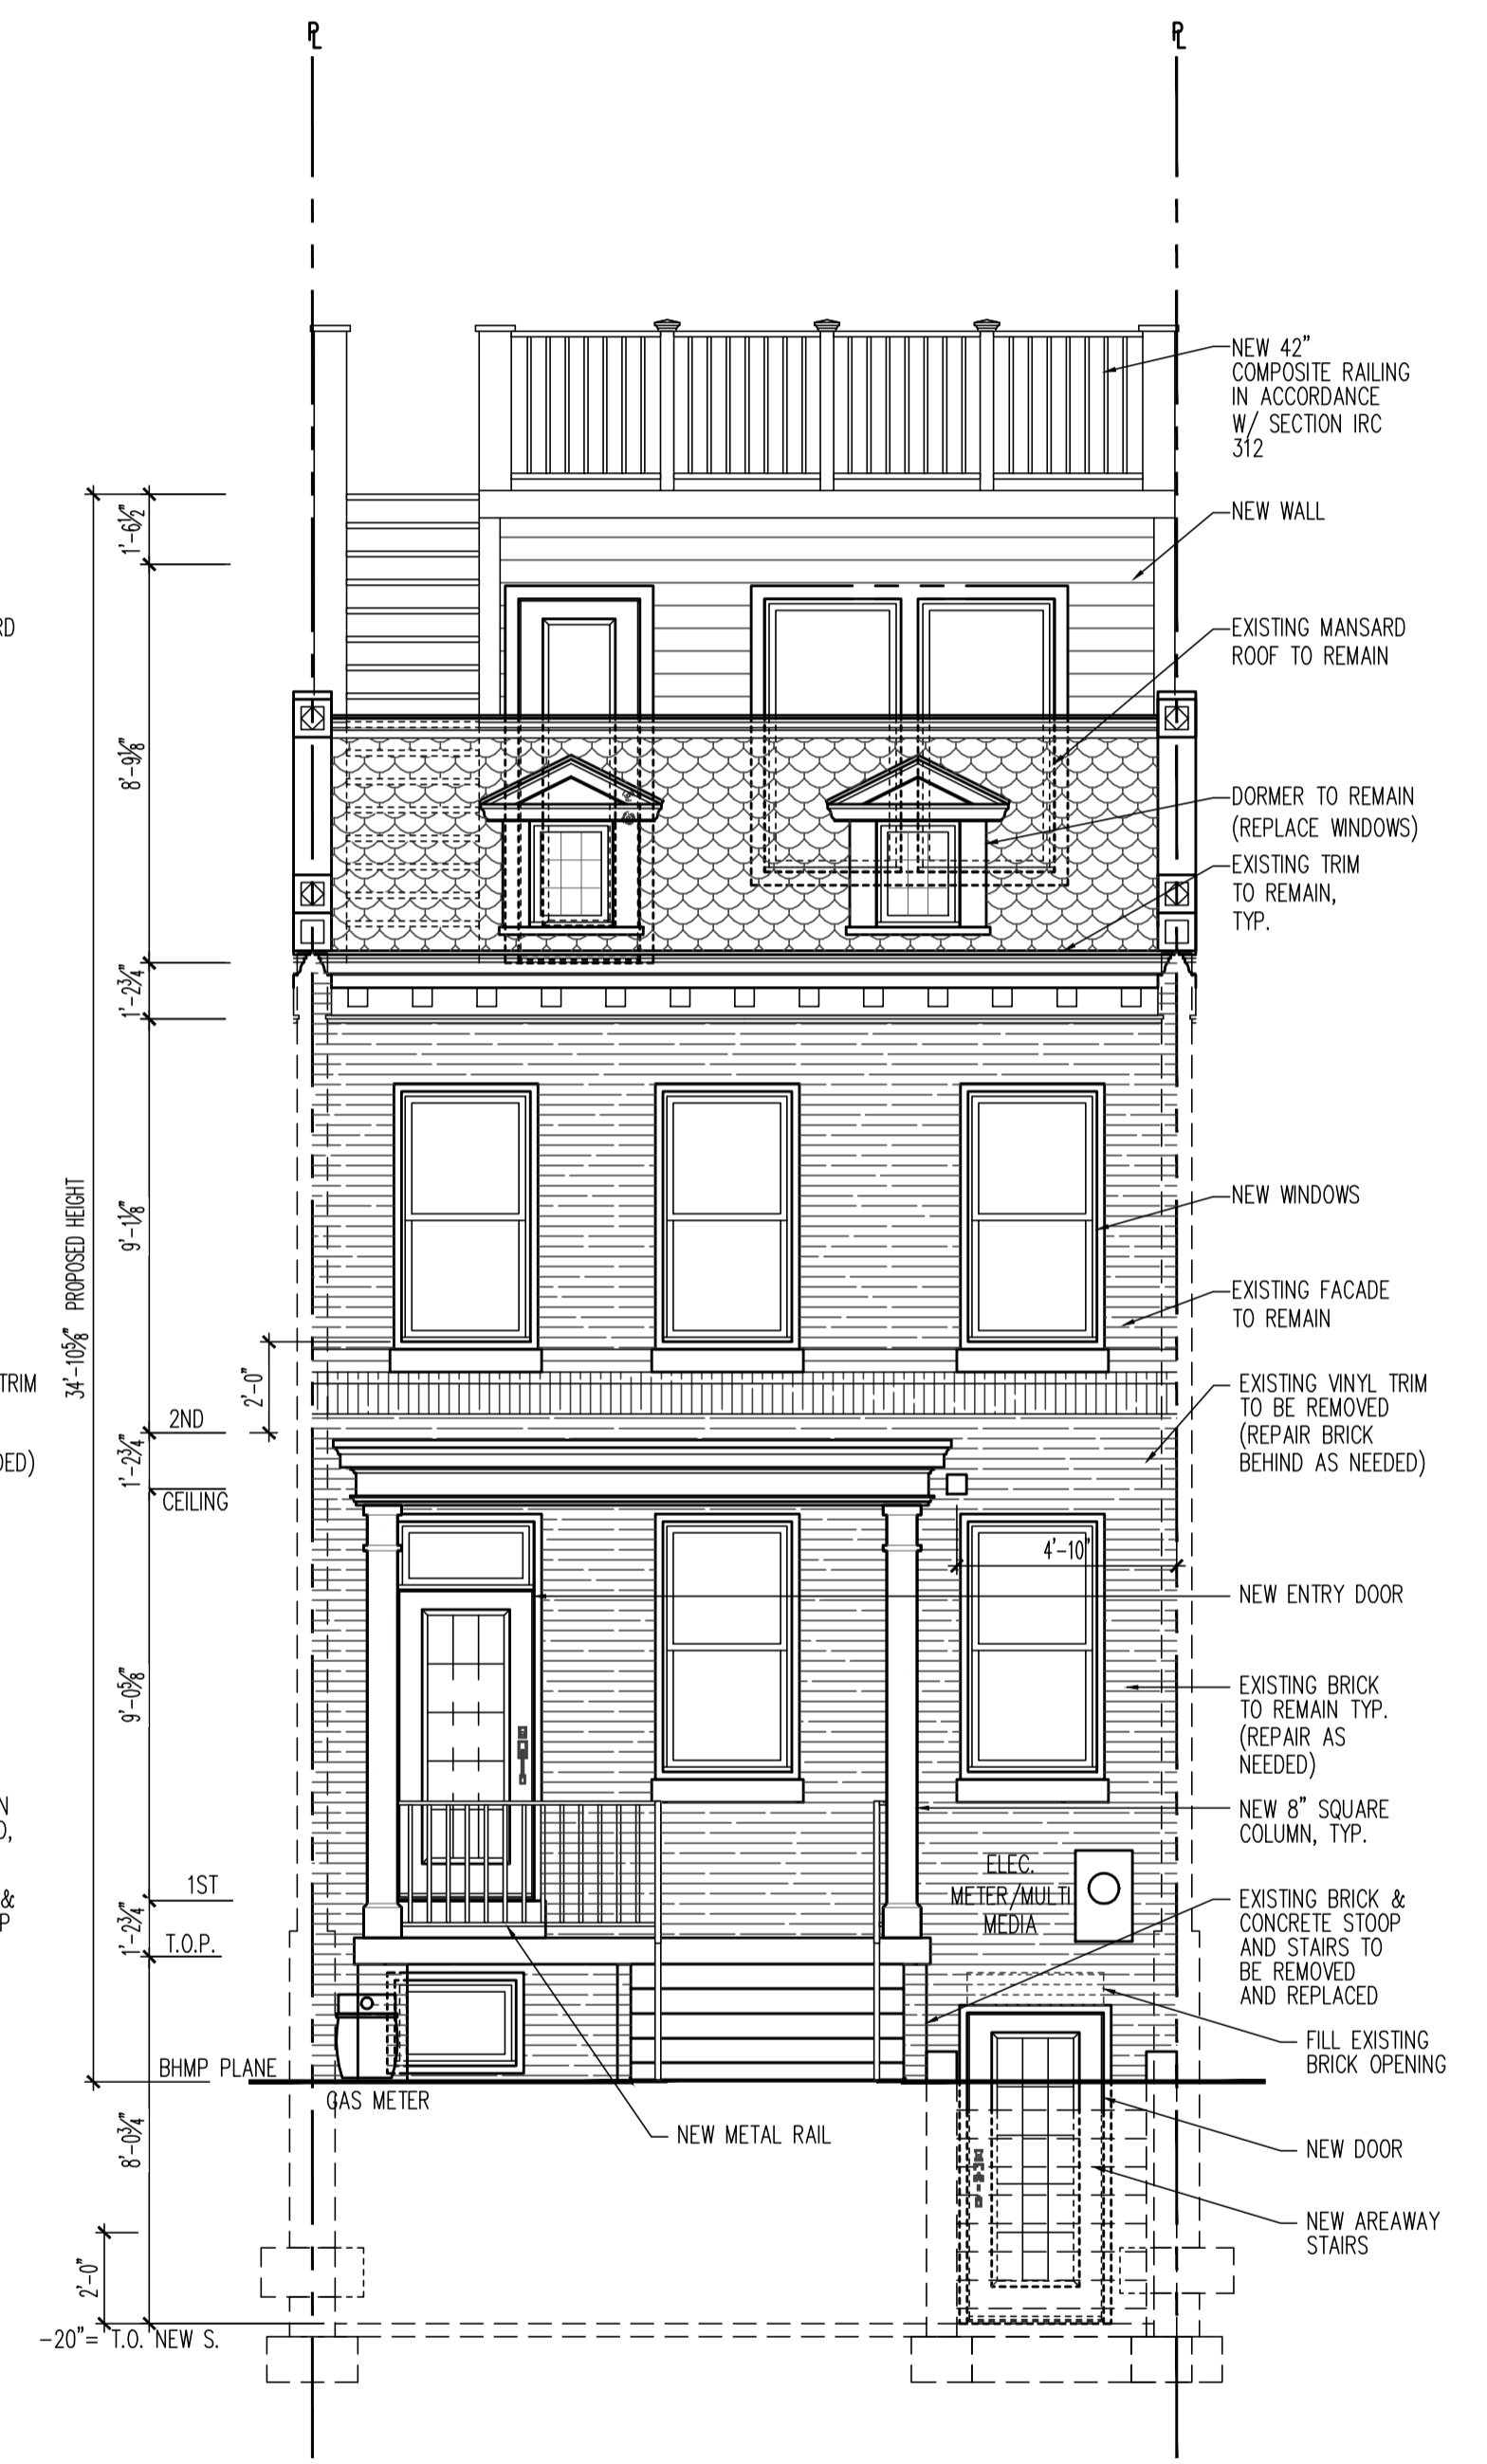 PL
PL
NEW 42"
COMPOSITE RAILING
IN ACCORDANCE
W/ SECTION IRC
312
NEW WALL
1'-6½"
EXISTING MANSARD
ROOF TO REMAIN
RD
8'-9⅛"
DORMER TO REMAIN
(REPLACE WINDOWS)
EXISTING TRIM
TO REMAIN,
TYP.
1'-2¾"
34'-10⅝" PROPOSED HEIGHT
9'-1⅛"
NEW WINDOWS
EXISTING FACADE
TO REMAIN
2'-0"
TRIM
EXISTING VINYL TRIM
TO BE REMOVED
(REPAIR BRICK
BEHIND AS NEEDED)
2ND
DED)
1'-2¾"
CEILING
4'-10"
NEW ENTRY DOOR
9'-0⅝"
EXISTING BRICK
TO REMAIN TYP.
(REPAIR AS
NEEDED)
N
D,
NEW 8" SQUARE
COLUMN, TYP.
ELEC.
METER/MULTI
MEDIA
1ST
&
P
1'-2¾"
T.O.P.
EXISTING BRICK &
CONCRETE STOOP
AND STAIRS TO
BE REMOVED
AND REPLACED
FILL EXISTING
BRICK OPENING
BHMP PLANE
GAS METER
NEW METAL RAIL
8'-0¾"
NEW DOOR
NEW AREAWAY
STAIRS
2'-0"
-20"= T.O. NEW S.